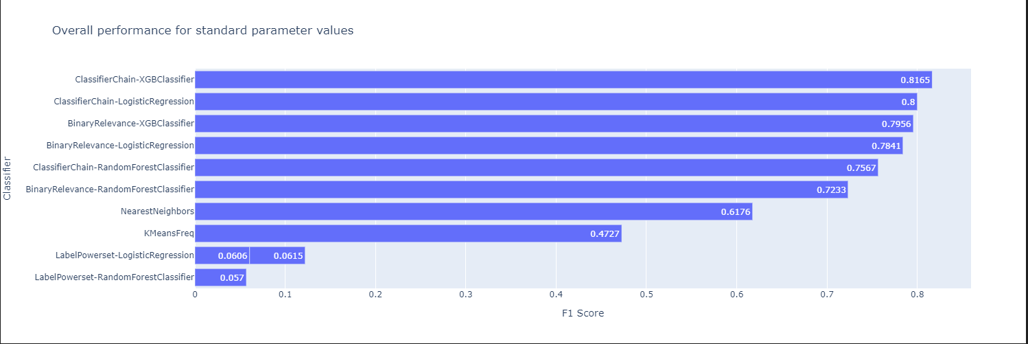 Overall performance for standard parameter values
Classifier
ClassifierChain-XGBClassifier 0.8165
ClassifierChain-LogisticRegression 0.8
BinaryRelevance-XGBClassifier 0.7956
BinaryRelevance-LogisticRegression 0.7841
ClassifierChain-RandomForestClassifier 0.7567
BinaryRelevance-RandomForestClassifier 0.7233
NearestNeighbors 0.6176
KMeansFreq 0.4727
LabelPowerset-LogisticRegression 0.0606 0.0615
LabelPowerset-RandomForestClassifier 0.057
0 0.1 0.2 0.3 0.4 0.5 0.6 0.7 0.8
F1 Score